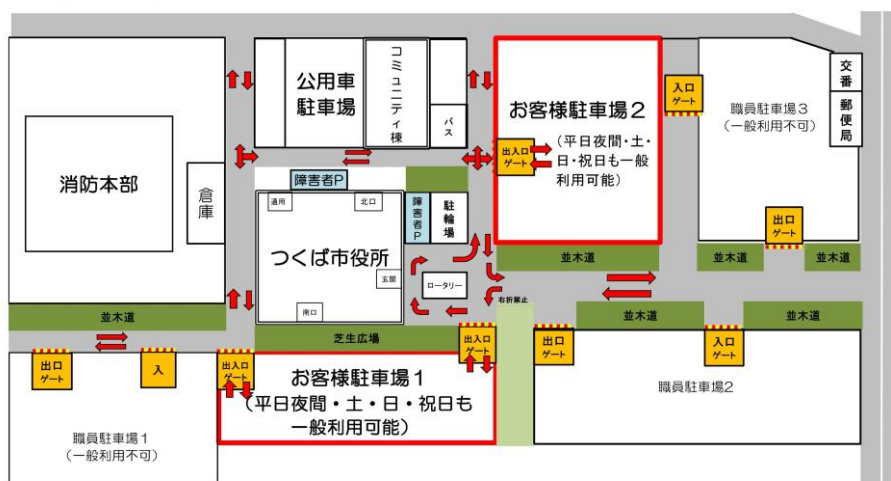 公用車
駐車場
コミュニティ棟
バス
お客様駐車場2
(平日夜間・土・
日・祝日も一般
利用可能)
出入口
ゲート
入口
ゲート
職員駐車場3
(一般利用不可)
交番
郵便局
消防本部
倉庫
障害者P
通用
北口
障害者P
駐輪場
つくば市役所
玄関
南口
ロータリー
出口
ゲート
並木道
並木道
並木道
右折禁止
並木道
並木道
並木道
芝生広場
出口
ゲート
入
出入口
ゲート
お客様駐車場1
(平日夜間・土・日・祝日も
一般利用可能)
出入口
ゲート
出口
ゲート
入口
ゲート
職員駐車場2
職員駐車場1
(一般利用不可)